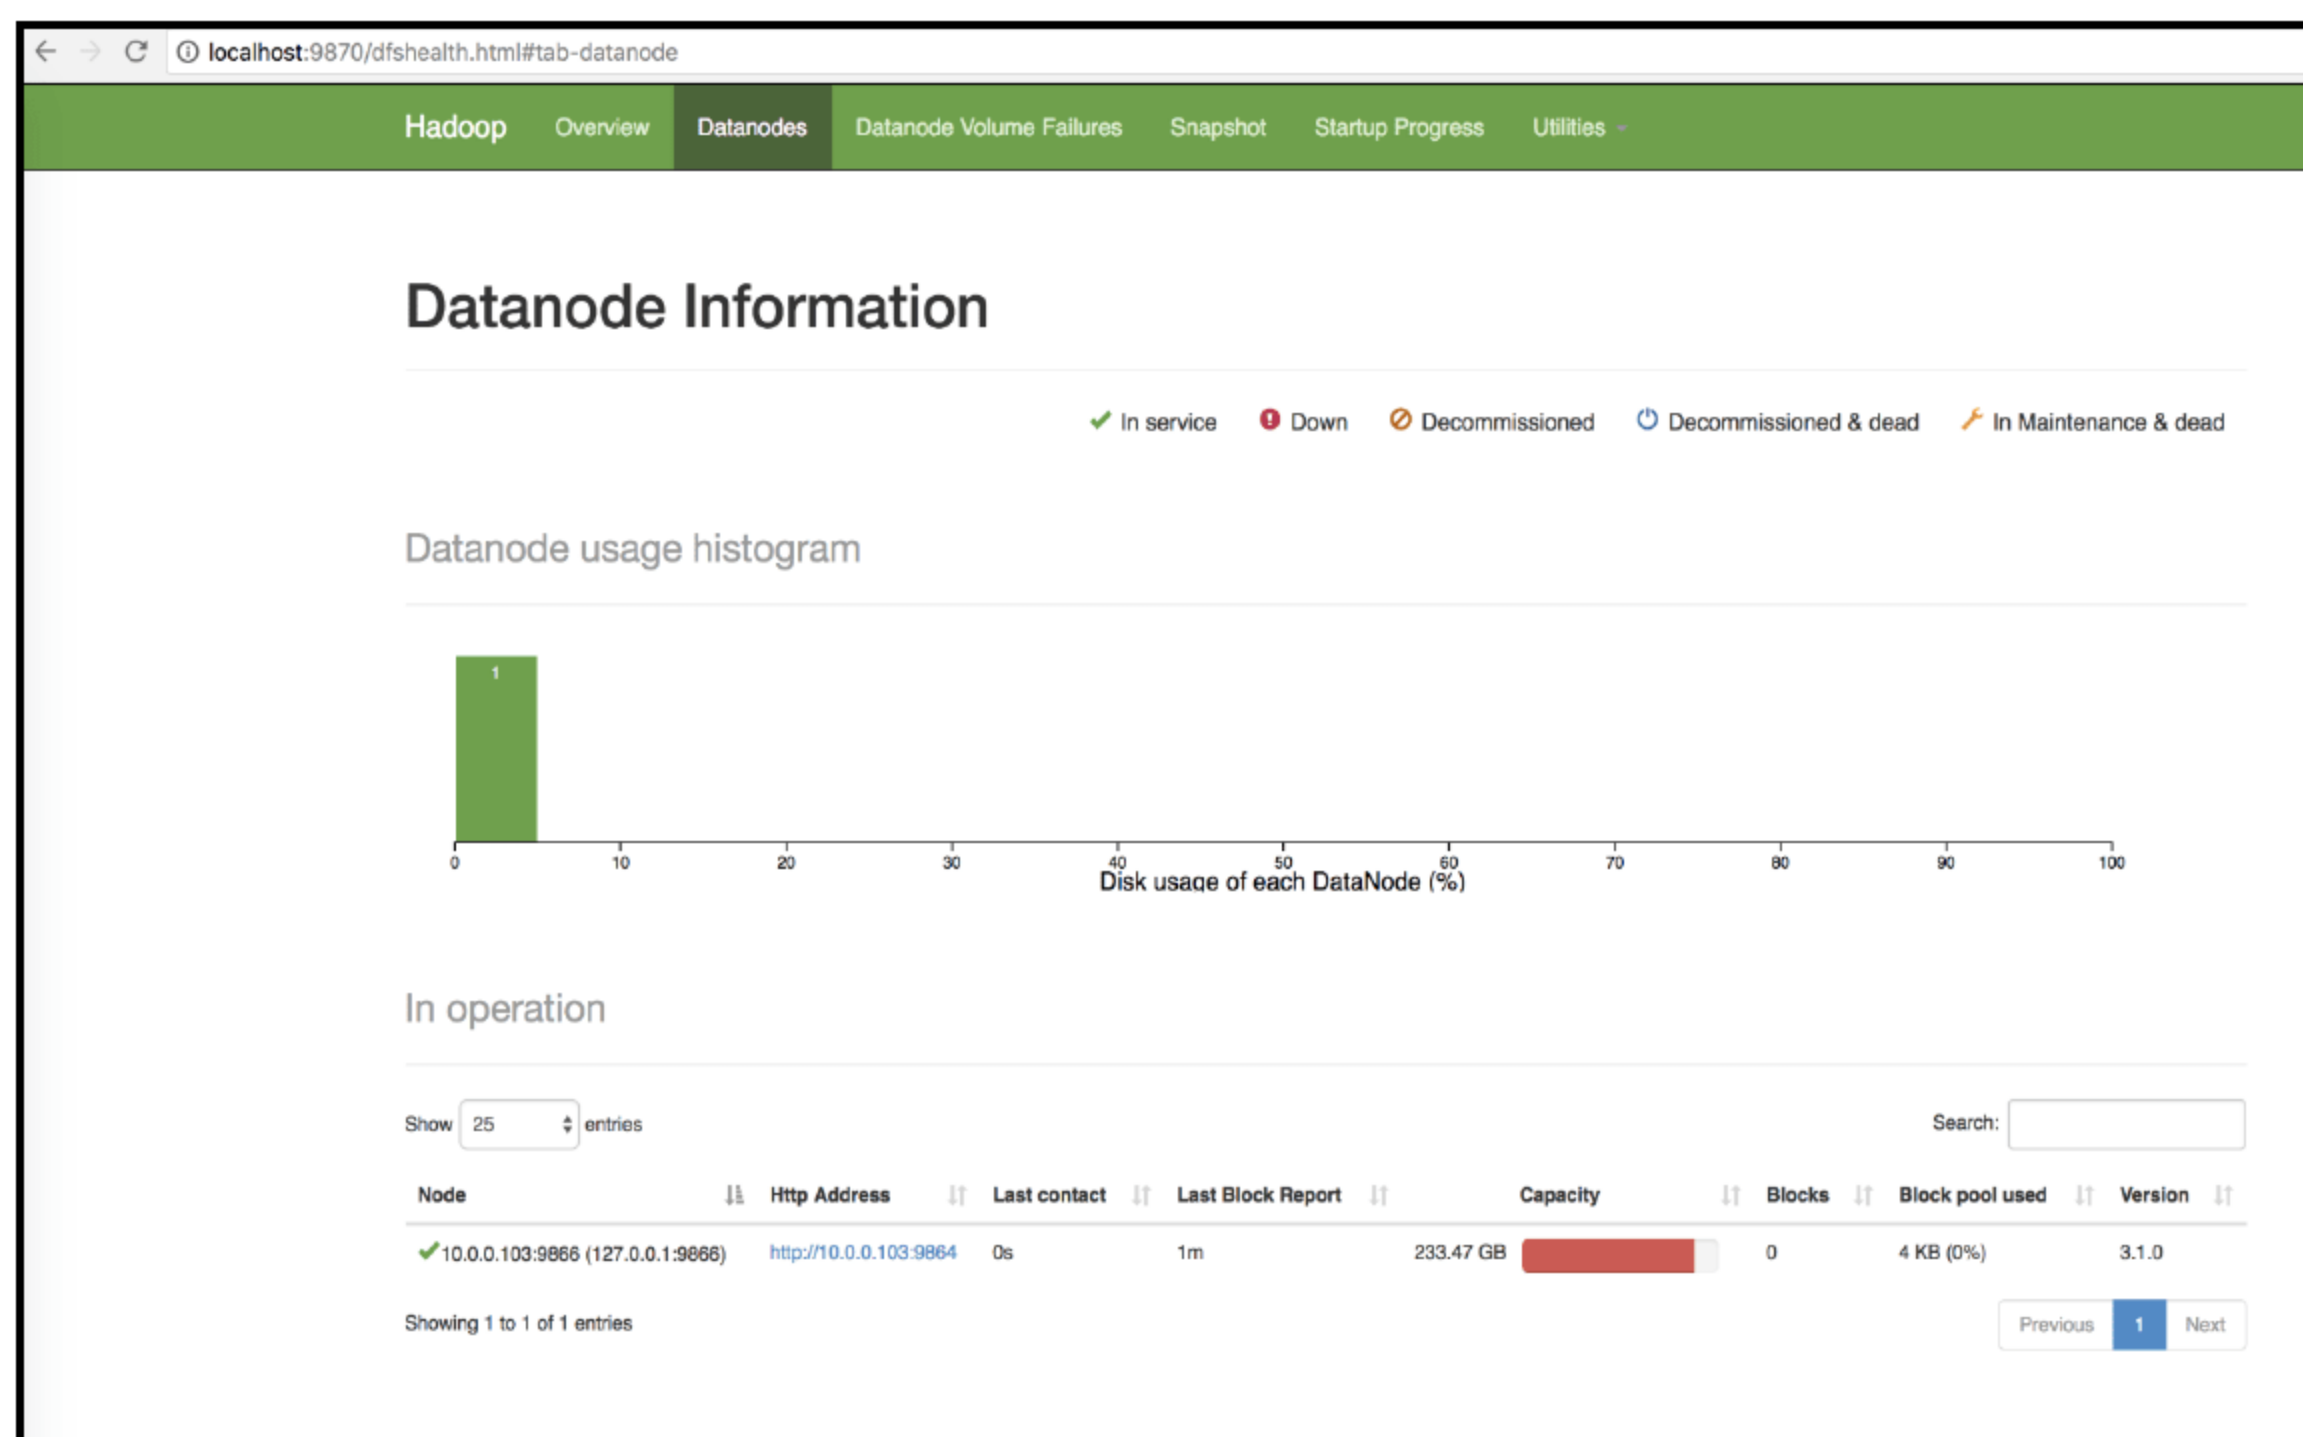 localhost:9870/dfshealth.html#tab-datanode
Hadoop Overview Datanodes Datanode Volume Failures Snapshot Startup Progress Utilities
Datanode Information
In service Down Decommissioned Decommissioned & dead In Maintenance & dead
Datanode usage histogram
1
0 10 20 30 40 50 60 70 80 90 100
Disk usage of each DataNode (%)
In operation
Show 25 entries Search:
Node Http Address Last contact Last Block Report Capacity Blocks Block pool used Version
10.0.0.103:9866 (127.0.0.1:9866) http://10.0.0.103:9864 0s 1m 233.47 GB 0 4 KB (0%) 3.1.0
Showing 1 to 1 of 1 entries Previous 1 Next